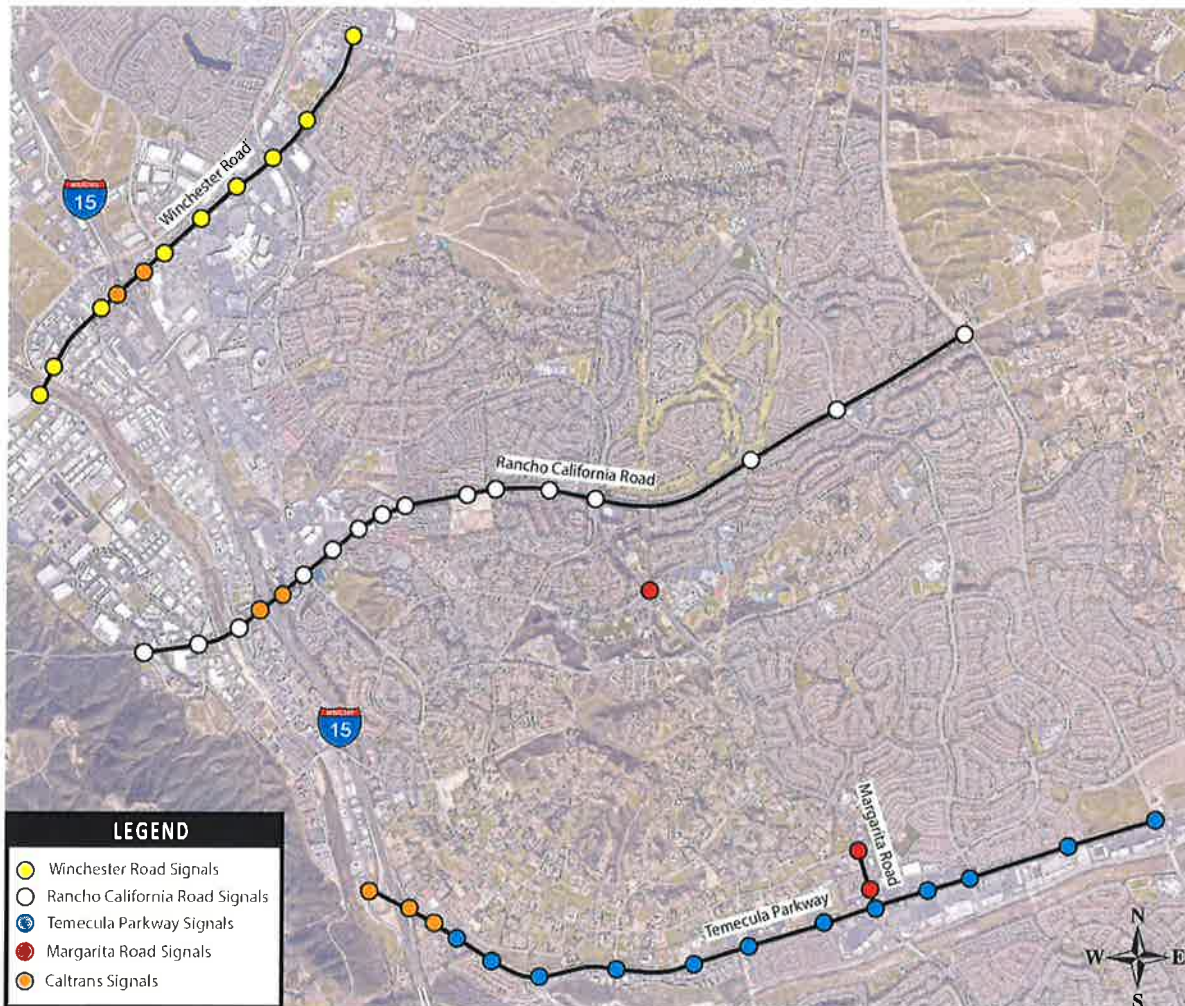 Winchester Road
15
Rancho California Road
15
Margarita Road
Temecula Parkway
LEGEND
Winchester Road Signals
Rancho California Road Signals
Temecula Parkway Signals
Margarita Road Signals
Caltrans Signals
N
W E
S